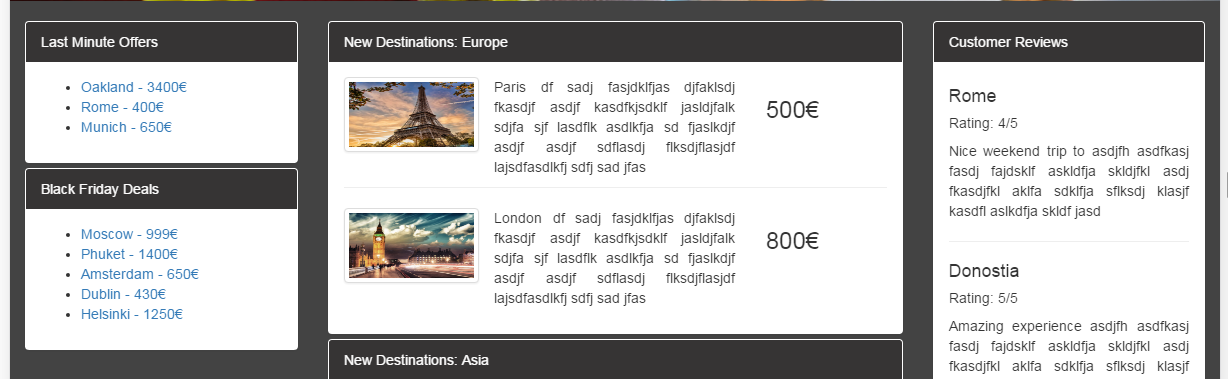 Last Minute Offers
Oakland - 3400€
Rome - 400€
Munich - 650€
Black Friday Deals
Moscow - 999€
Phuket - 1400€
Amsterdam - 650€
Dublin - 430€
Helsinki - 1250€
New Destinations: Europe
Paris df sadj fasjdklfjas djfaklsdj
fkasdjf asdjf kasdfkjsdklf jasldjfalk
sdjfa sjf lasdflk asdlkfja sd fjaslkdjf
asdjf asdjf sdflasdj flksdjflasjdf
lajsdfasdlkfj sdfj sad jfas
500€
London df sadj fasjdklfjas djfaklsdj
fkasdjf asdjf kasdfkjsdklf jasldjfalk
sdjfa sjf lasdflk asdlkfja sd fjaslkdjf
asdjf asdjf sdflasdj flksdjflasjdf
lajsdfasdlkfj sdfj sad jfas
800€
New Destinations: Asia
Customer Reviews
Rome
Rating: 4/5
Nice weekend trip to asdjfh asdfkasj
fasdj fajdsklf askldfja skldjfkl asdj
fkasdjfkl aklfa sdklfja sflksdj klasjf
kasdfl aslkdfja skldf jasd
Donostia
Rating: 5/5
Amazing experience asdjfh asdfkasj
fasdj fajdsklf askldfja skldjfkl asdj
fkasdjfkl aklfa sdklfja sflksdj klasjf